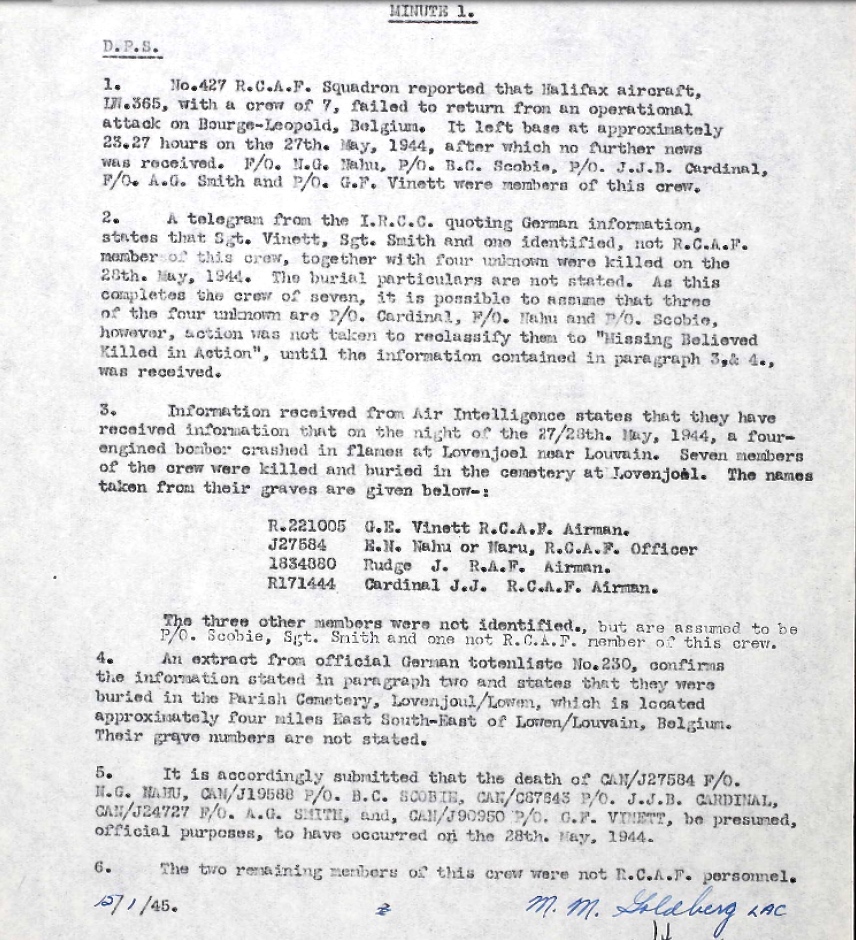 MINUTE 1.
D.P.S.
1. No.427 R.C.A.F. Squadron reported that Halifax aircraft,
LW.365, with a crew of 7, failed to return from an operational
attack on Bourge-Leopold, Belgium. It left base at approximately
23.27 hours on the 27th. May, 1944, after which no further news
was received. F/O. N.G. Nahu, P/O. B.C. Scobie, P/O. J.J.B. Cardinal,
F/O. A.G. Smith and P/O. G.F. Vinett were members of this crew.
2. A telegram from the I.R.C.C. quoting German information,
states that Sgt. Vinett, Sgt. Smith and one identified, not R.C.A.F.
member of this crew, together with four unknown were killed on the
28th. May, 1944. The burial particulars are not stated. As this
completes the crew of seven, it is possible to assume that three
of the four unknown are P/O. Cardinal, F/O. Nahu and P/O. Scobie,
however, action was not taken to reclassify them to "Missing Believed
Killed in Action", until the information contained in paragraph 3,& 4.,
was received.
3. Information received from Air Intelligence states that they have
received information that on the night of the 27/28th. May, 1944, a four-
engined bomber crashed in flames at Lovenjoel near Louvain. Seven members
of the crew were killed and buried in the cemetery at Lovenjoel. The names
taken from their graves are given below-:
R.221005 G.E. Vinett R.C.A.F. Airman.
J27584 E.N. Nahu or Naru, R.C.A.F. Officer
1834880 Rudge J. R.A.F. Airman.
R171444 Cardinal J.J. R.C.A.F. Airman.
The three other members were not identified., but are assumed to be
P/O. Scobie, Sgt. Smith and one not R.C.A.F. member of this crew.
4. An extract from official German totenliste No.230, confirms
the information stated in paragraph two and states that they were
buried in the Parish Cemetery, Lovenjoul/Lowen, which is located
approximately four miles East South-East of Lowen/Louvain, Belgium.
Their grave numbers are not stated.
5. It is accordingly submitted that the death of CAN/J27584 F/O.
N.G. NAHU, CAN/J19588 P/O. B.C. SCOBIE, CAN/C87643 P/O. J.J.B. CARDINAL,
CAN/J24727 F/O. A.G. SMITH, and, CAN/J90950 P/O. G.F. VINETT, be presumed,
official purposes, to have occurred on the 28th. May, 1944.
6. The two remaining members of this crew were not R.C.A.F. personnel.
15/1/45. 2 M. M. Goldberg LAC